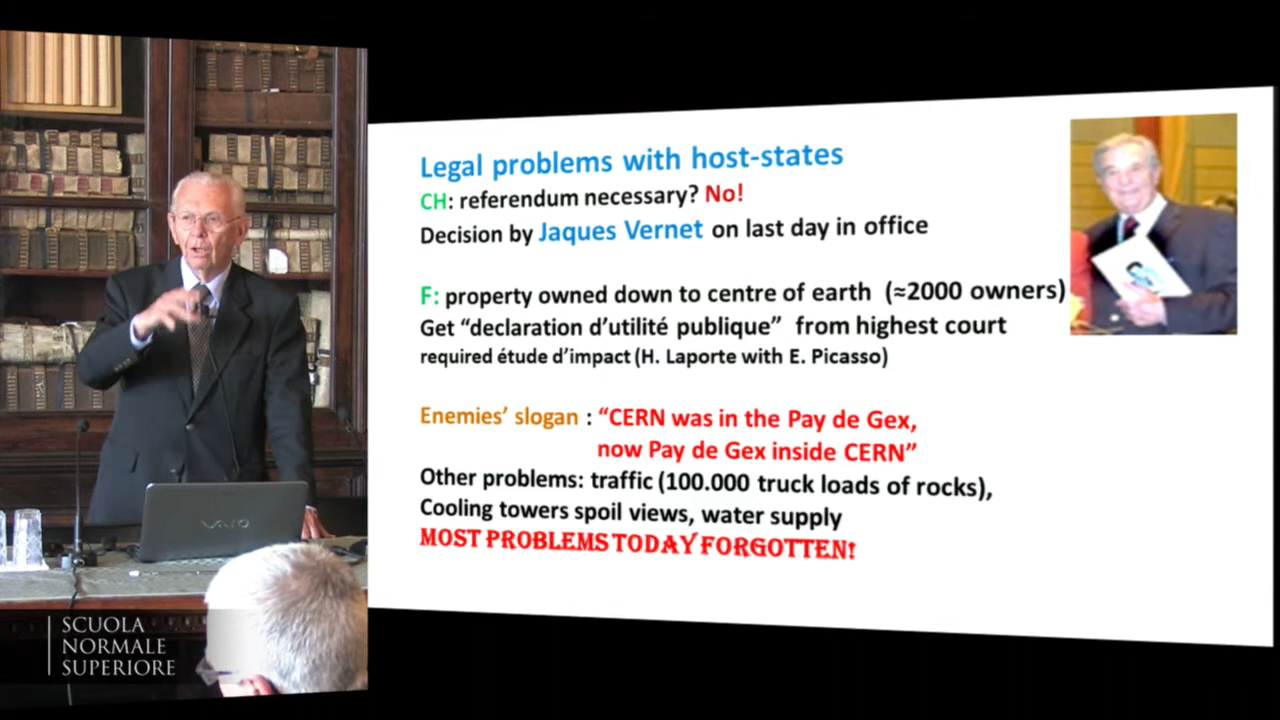 Legal problems with host-states
CH: referendum necessary? No!
Decision by Jaques Vernet on last day in office
F: property owned down to centre of earth (≈2000 owners)
Get “declaration d’utilité publique” from highest court
required étude d’impact (H. Laporte with E. Picasso)
Enemies’ slogan : “CERN was in the Pay de Gex,
now Pay de Gex inside CERN”
Other problems: traffic (100.000 truck loads of rocks),
Cooling towers spoil views, water supply
MOST PROBLEMS TODAY FORGOTTEN!
VAIO
SCUOLA
NORMALE
SUPERIORE